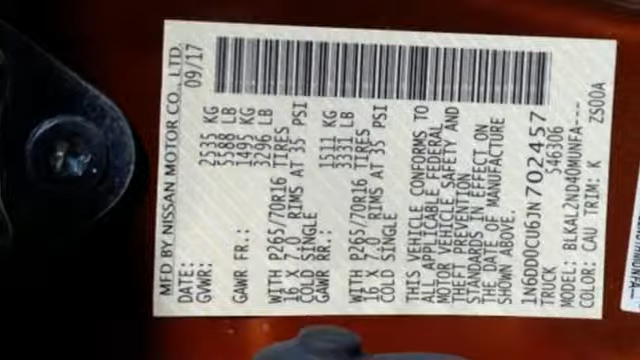 MFD BY NISSAN MOTOR CO., LTD.
DATE: 09/17
GVWR: 2535 KG
5588 LB
GAWR FR.: 1495 KG
3296 LB
WITH P265/70R16 TIRES
16 X 7.0 RIMS AT 35 PSI
COLD SINGLE
GAWR RR.: 1511 KG
3331 LB
WITH P265/70R16 TIRES
16 X 7.0 RIMS AT 35 PSI
COLD SINGLE
THIS VEHICLE CONFORMS TO
ALL APPLICABLE FEDERAL
MOTOR VEHICLE SAFETY AND
THEFT PREVENTION
STANDARDS IN EFFECT ON
THE DATE OF MANUFACTURE
SHOWN ABOVE.
1N6DD0CU6JN702457
TRUCK 546306
MODEL: BLKAL2ND40MUNFA---
COLOR: CAU TRIM: K ZS00A